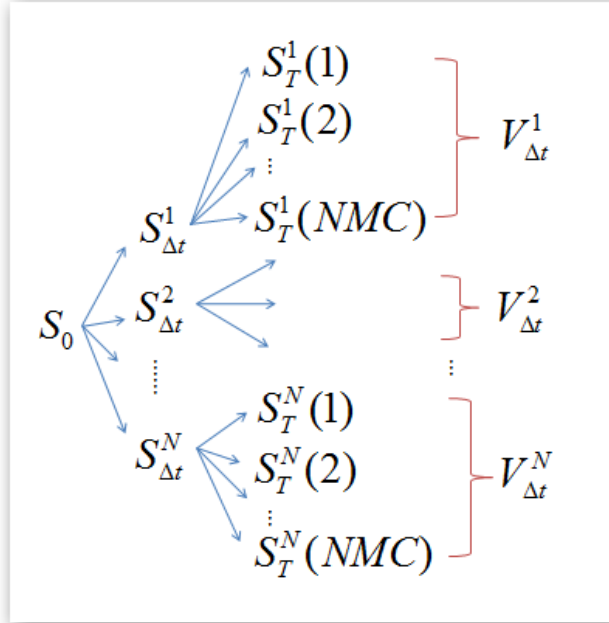 S_T^1(1)
S_T^1(2)
⋮
V_{Δt}^1
S_T^1(NMC)
S_{Δt}^1
S_{Δt}^2
V_{Δt}^2
S_0
⋮
⋮
S_T^N(1)
S_{Δt}^N
S_T^N(2)
V_{Δt}^N
⋮
S_T^N(NMC)